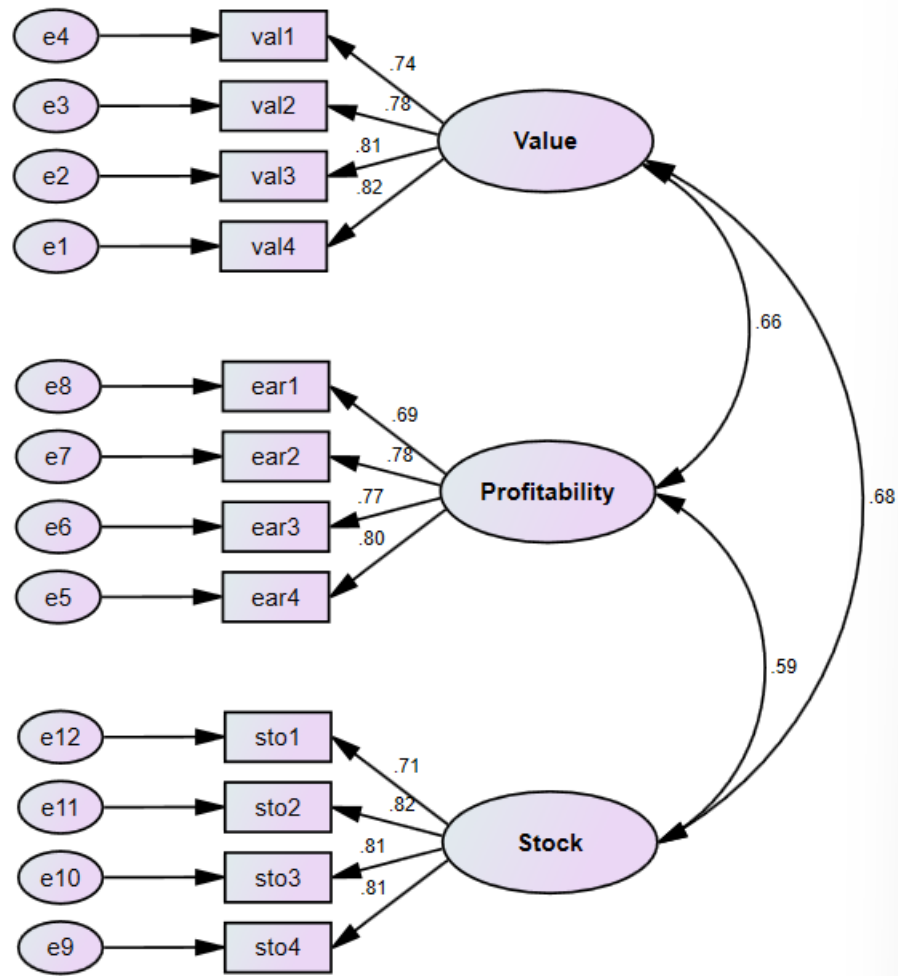 e4
val1
.74
e3
val2
.78
Value
e2
val3
.81
e1
val4
.82
.66
e8
ear1
.69
e7
ear2
.78
Profitability
e6
ear3
.77
e5
ear4
.80
.68
.59
e12
sto1
.71
e11
sto2
.82
Stock
e10
sto3
.81
e9
sto4
.81